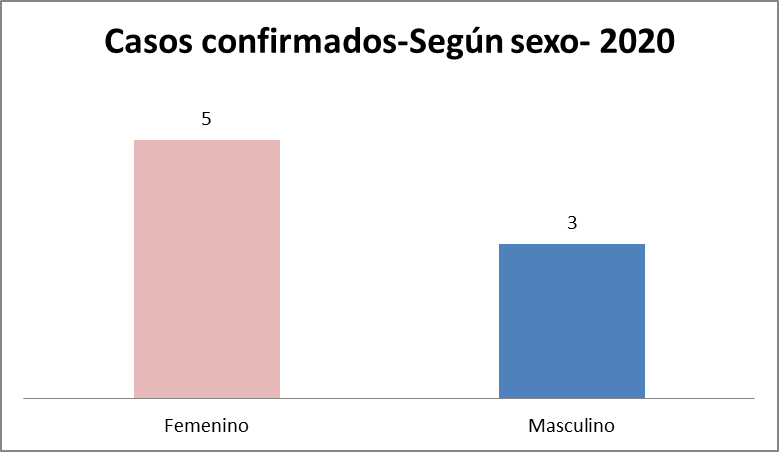 Casos confirmados-Según sexo- 2020
5
3
Femenino
Masculino